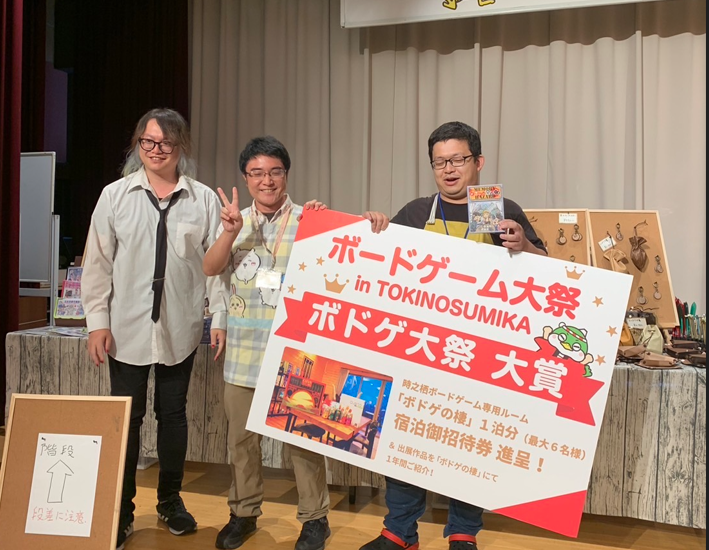 ボードゲーム大祭
in TOKINOSUMIKA
ボドゲ大祭 大賞
時之栖ボードゲーム専用ルーム
「ボドゲの棲」1泊分（最大6名様）
宿泊御招待券 進呈！
& 出展作品を「ボドゲの棲」にて
1年間ご紹介！
階段
段差に注意